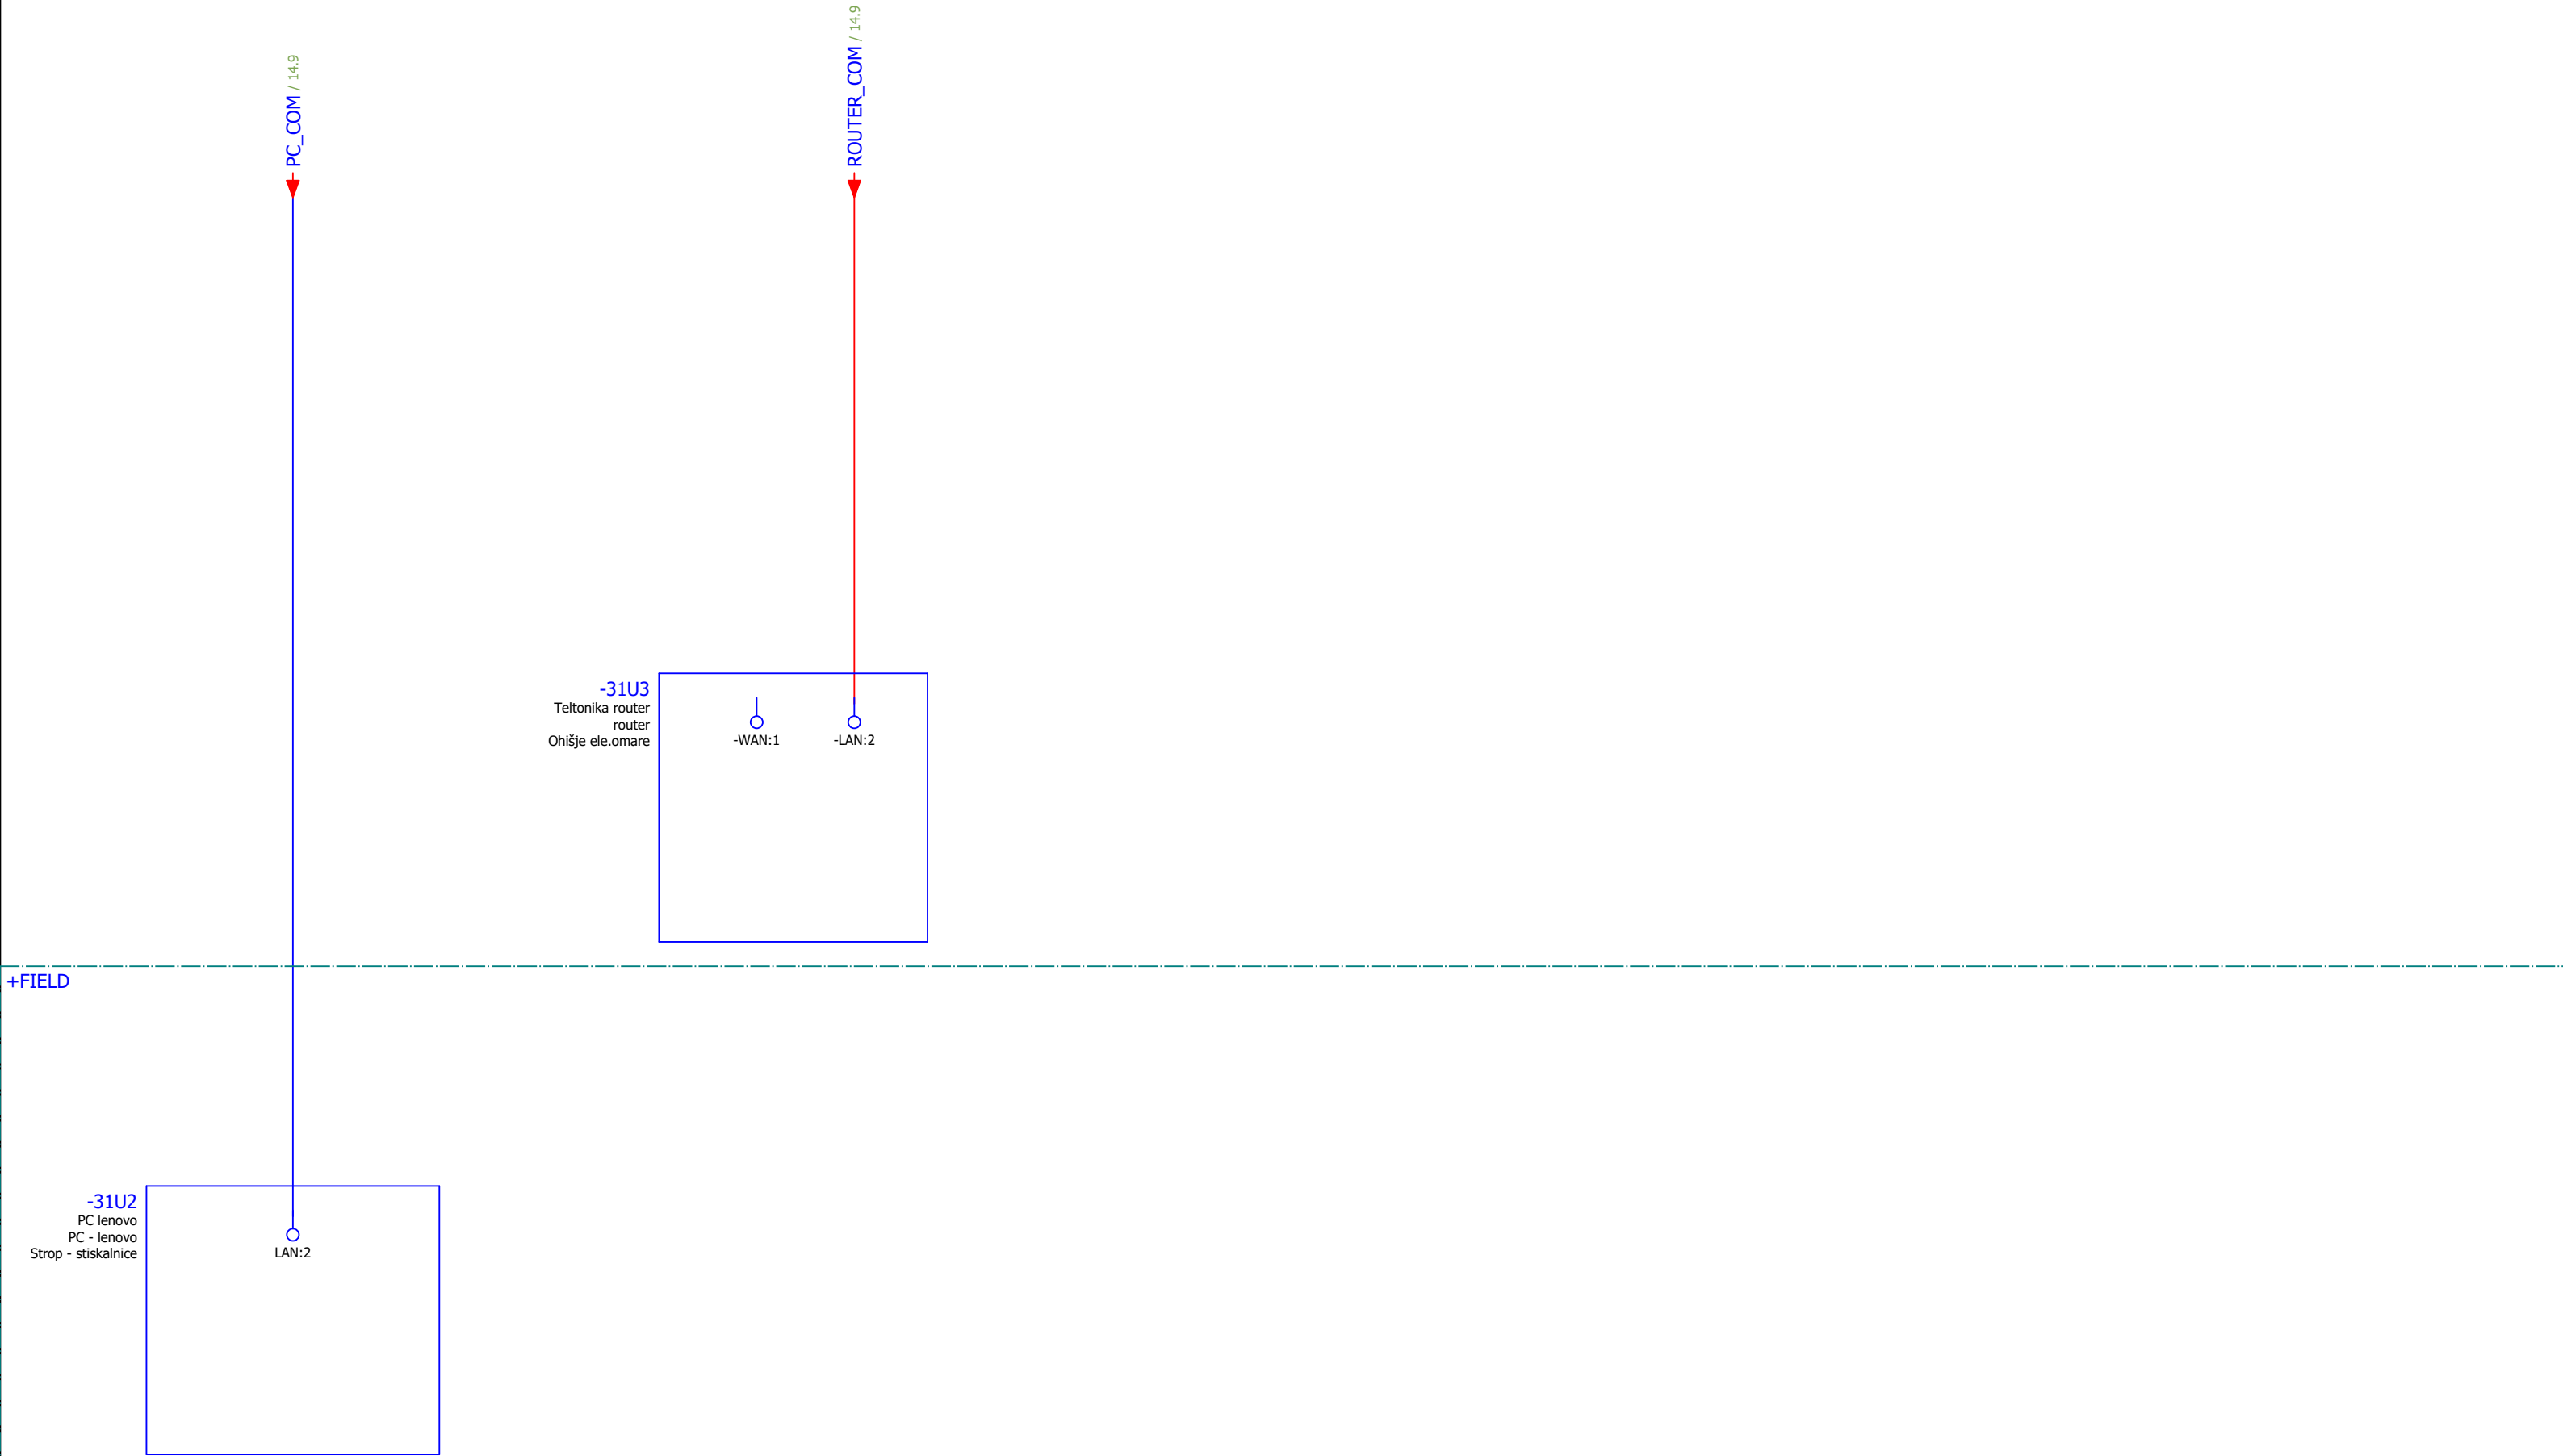 PC_COM / 14.9
ROUTER_COM / 14.9
-31U3
Teltonika router
router
Ohišje ele.omare
-WAN:1
-LAN:2
+FIELD
-31U2
PC lenovo
PC - lenovo
Strop - stiskalnice
LAN:2